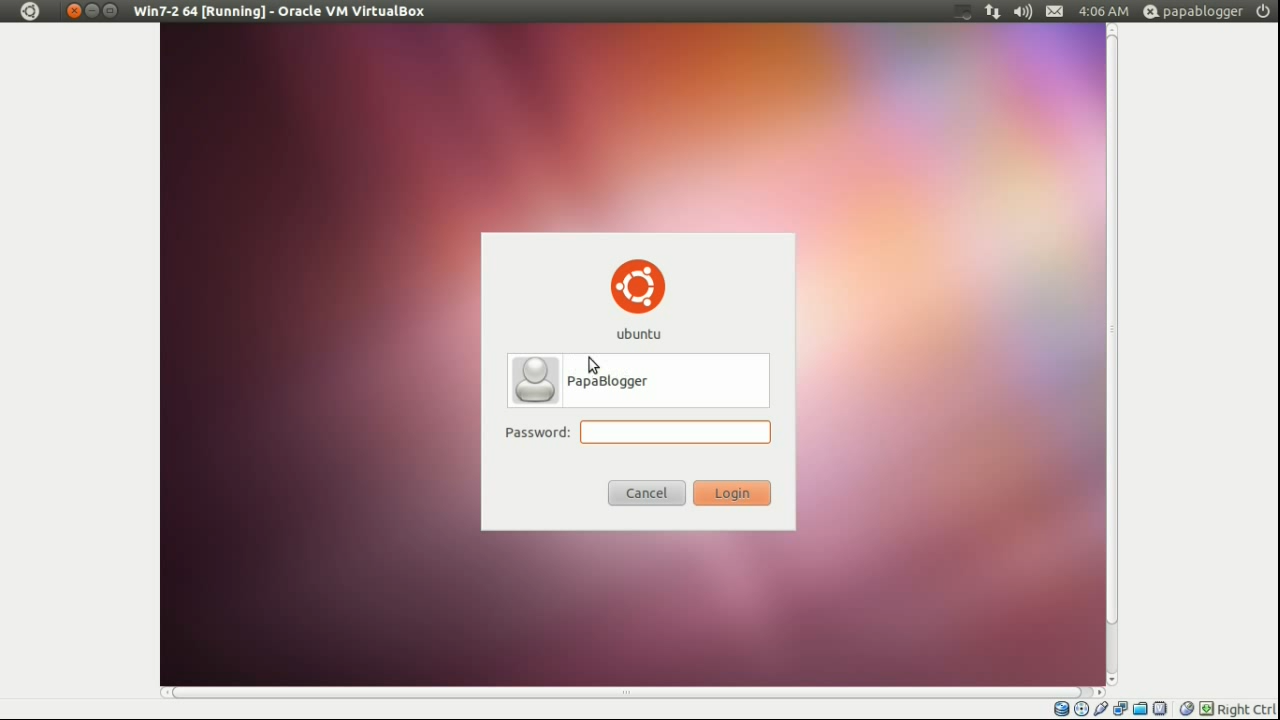 Win7-2 64 [Running] - Oracle VM VirtualBox
4:06 AM
papablogger
ubuntu
PapaBlogger
Password:
Cancel
Login
Right Ctrl